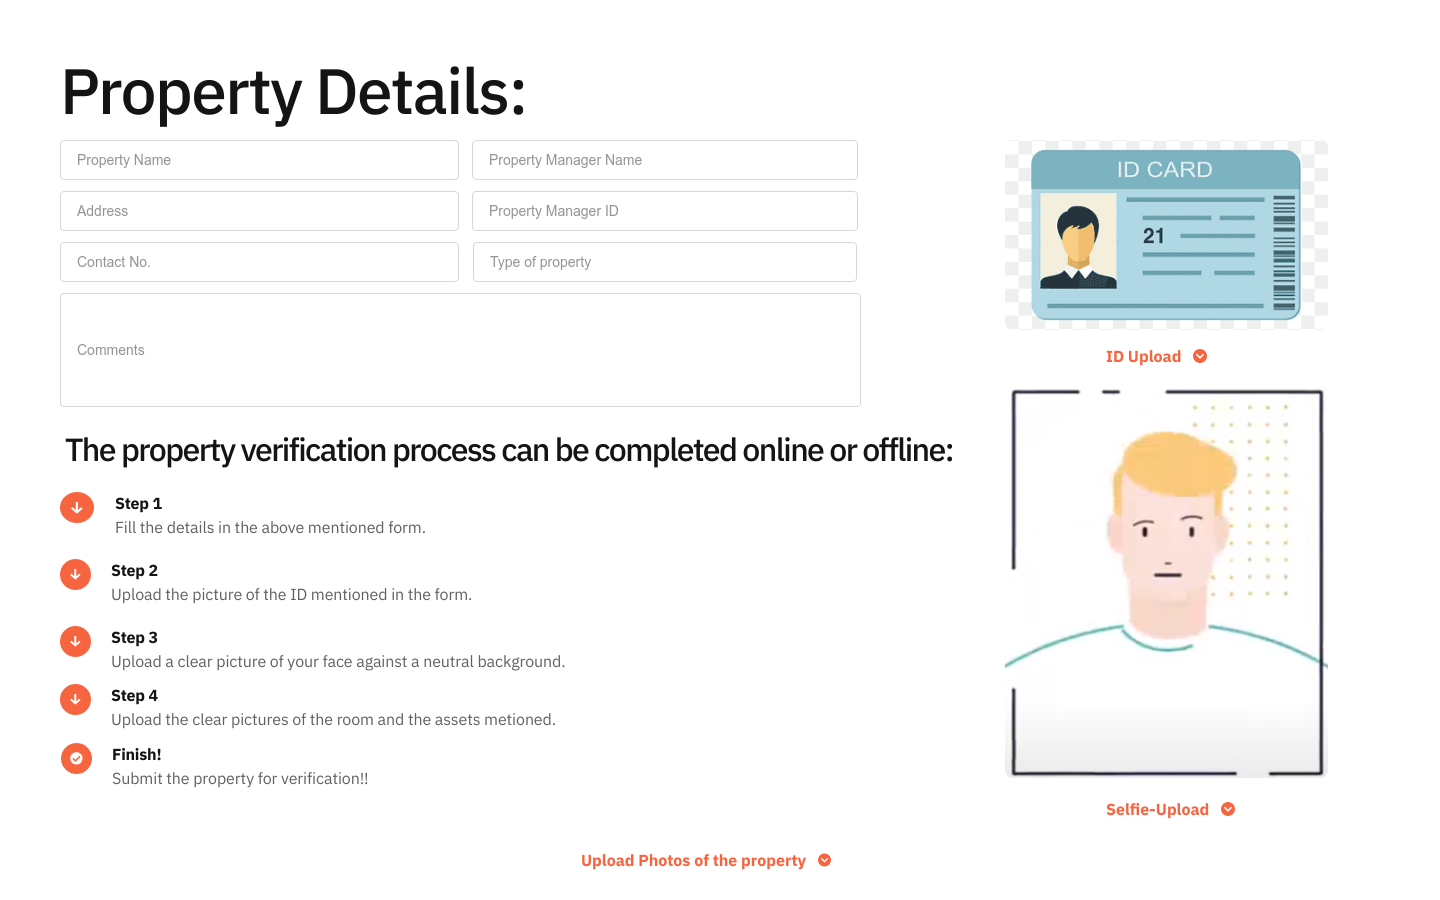 Property Details:
Property Name
Property Manager Name
Address
Property Manager ID
Contact No.
Type of property
Comments
ID CARD
21
ID Upload
The property verification process can be completed online or offline:
Step 1
Fill the details in the above mentioned form.
Step 2
Upload the picture of the ID mentioned in the form.
Step 3
Upload a clear picture of your face against a neutral background.
Step 4
Upload the clear pictures of the room and the assets metioned.
Finish!
Submit the property for verification!!
Selfie-Upload
Upload Photos of the property